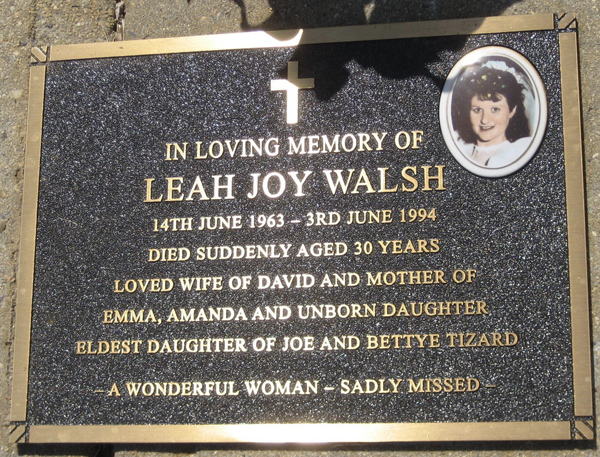 IN LOVING MEMORY OF
LEAH JOY WALSH
14TH JUNE 1963 – 3RD JUNE 1994
DIED SUDDENLY AGED 30 YEARS
LOVED WIFE OF DAVID AND MOTHER OF
EMMA, AMANDA AND UNBORN DAUGHTER
ELDEST DAUGHTER OF JOE AND BETTYE TIZARD
– A WONDERFUL WOMAN – SADLY MISSED –